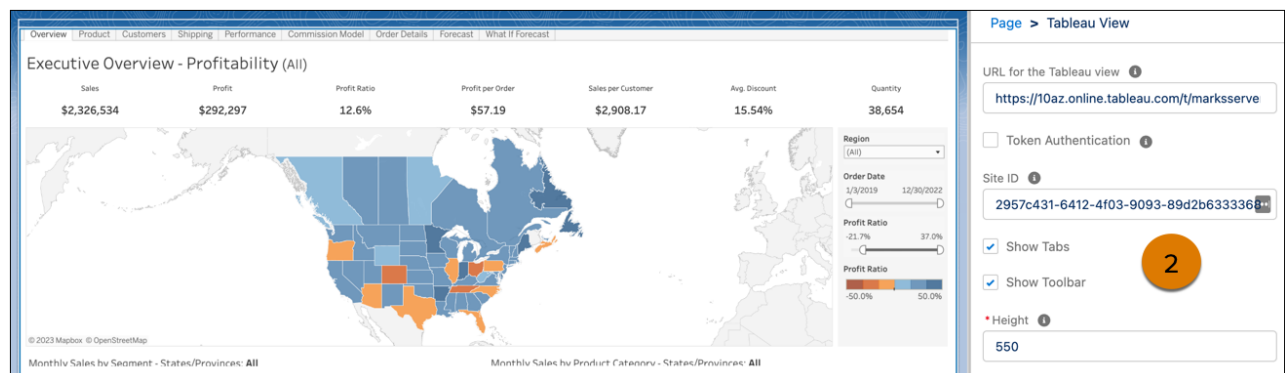 Overview Product Customers Shipping Performance Commission Model Order Details Forecast What If Forecast
Executive Overview - Profitability (All)
Sales Profit Profit Ratio Profit per Order Sales per Customer Avg. Discount Quantity
$2,326,534 $292,297 12.6% $57.19 $2,908.17 15.54% 38,654
Region
(All)
Order Date
1/3/2019 12/30/2022
Profit Ratio
-21.7% 37.0%
Profit Ratio
-50.0% 50.0%
© 2023 Mapbox © OpenStreetMap
Monthly Sales by Segment - States/Provinces: All Monthly Sales by Product Category - States/Provinces: All
Page > Tableau View
URL for the Tableau view
https://10az.online.tableau.com/t/marksserve
Token Authentication
Site ID
2957c431-6412-4f03-9093-89d2b6333368
Show Tabs
2
Show Toolbar
*Height
550